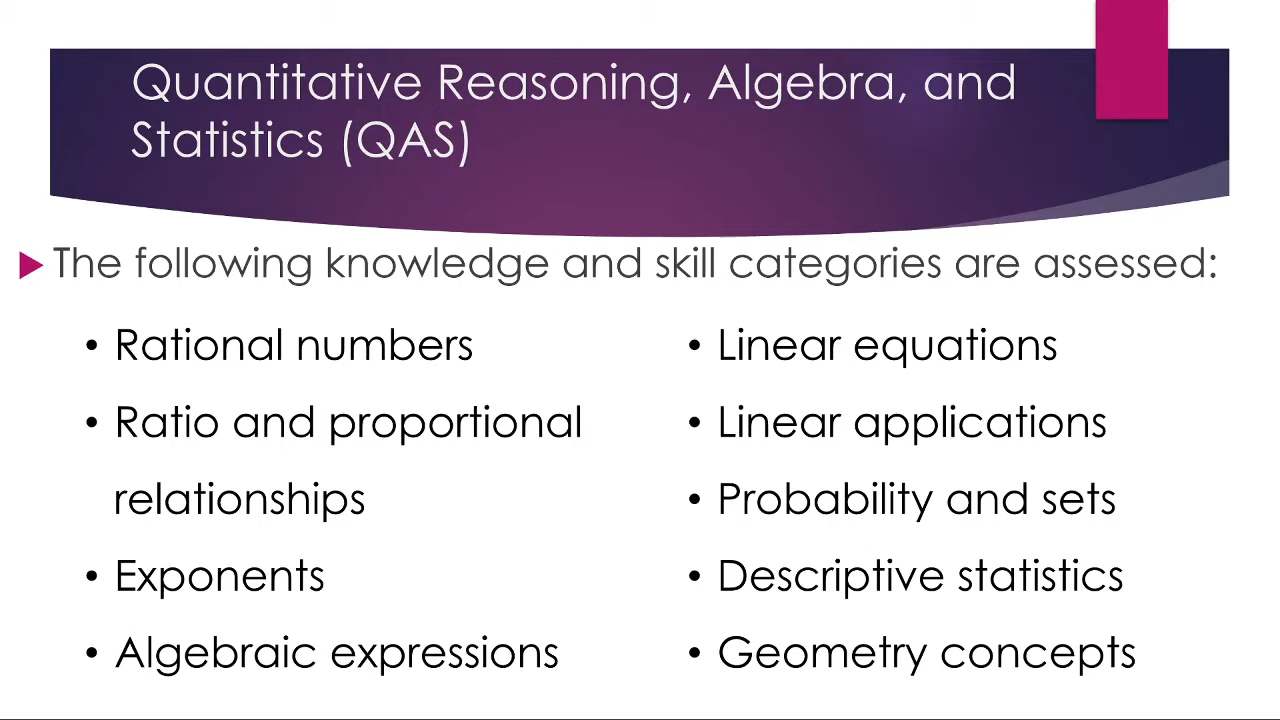 Quantitative Reasoning, Algebra, and
Statistics (QAS)
The following knowledge and skill categories are assessed:
• Rational numbers
• Ratio and proportional
relationships
• Exponents
• Algebraic expressions
• Linear equations
• Linear applications
• Probability and sets
• Descriptive statistics
• Geometry concepts